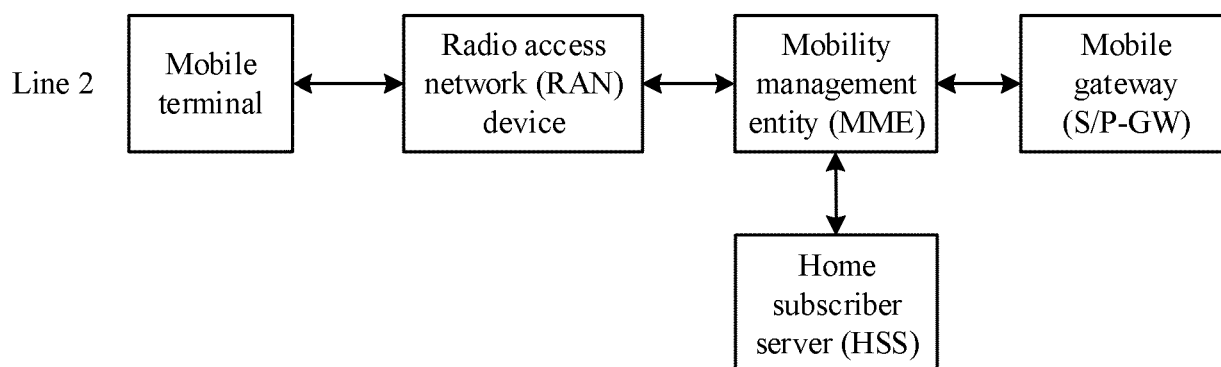 Line 2
Mobile
terminal
Radio access
network (RAN)
device
Mobility
management
entity (MME)
Mobile
gateway
(S/P-GW)
Home
subscriber
server (HSS)